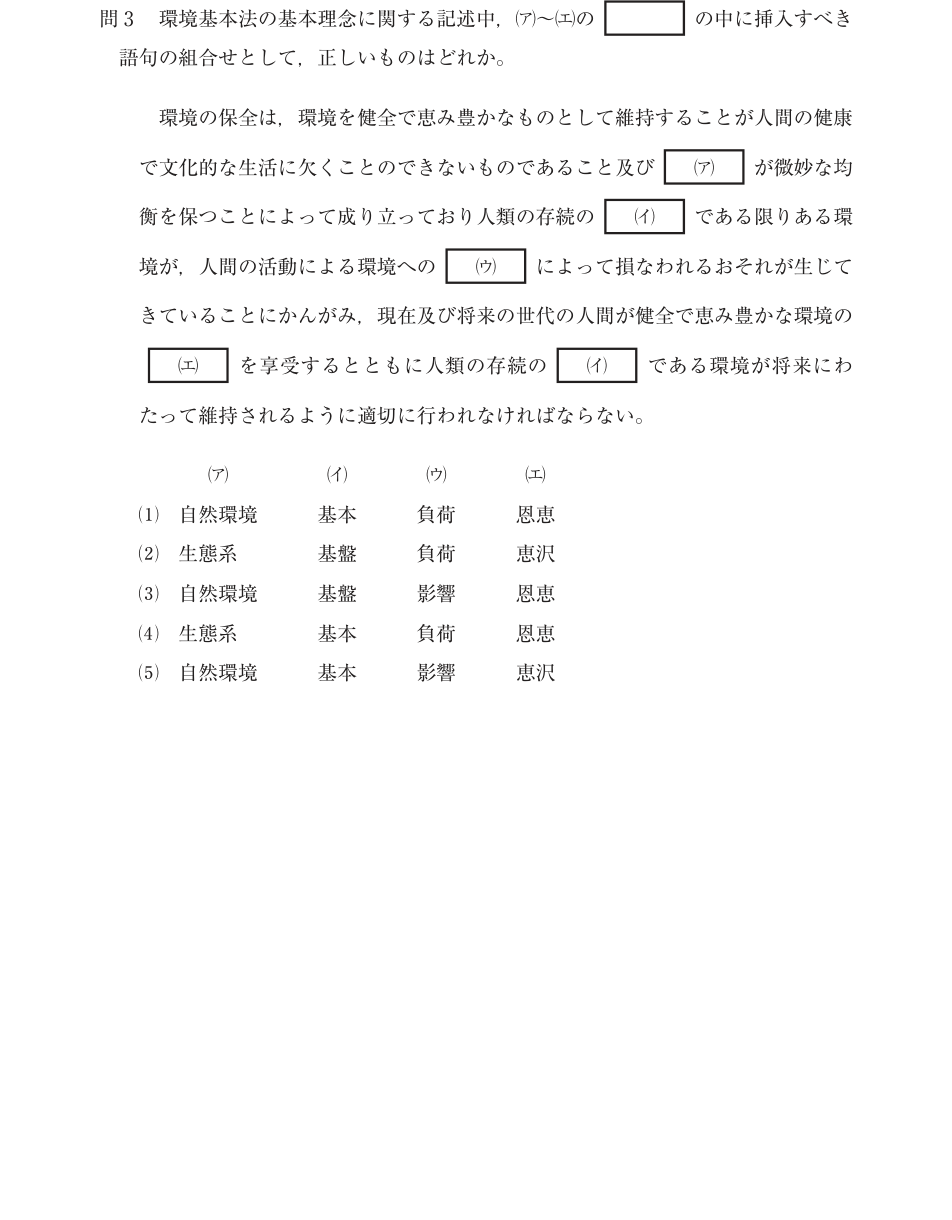 問3 環境基本法の基本理念に関する記述中，㋐〜㋓の　　　の中に挿入すべき
語句の組合せとして，正しいものはどれか。
環境の保全は，環境を健全で恵み豊かなものとして維持することが人間の健康
で文化的な生活に欠くことのできないものであること及び (ア) が微妙な均
衡を保つことによって成り立っており人類の存続の (イ) である限りある環
境が，人間の活動による環境への (ウ) によって損なわれるおそれが生じて
きていることにかんがみ，現在及び将来の世代の人間が健全で恵み豊かな環境の
(エ) を享受するとともに人類の存続の (イ) である環境が将来にわ
たって維持されるように適切に行われなければならない。
(ア) (イ) (ウ) (エ)
(1) 自然環境 基本 負荷 恩恵
(2) 生態系 基盤 負荷 恵沢
(3) 自然環境 基盤 影響 恩恵
(4) 生態系 基本 負荷 恩恵
(5) 自然環境 基本 影響 恵沢